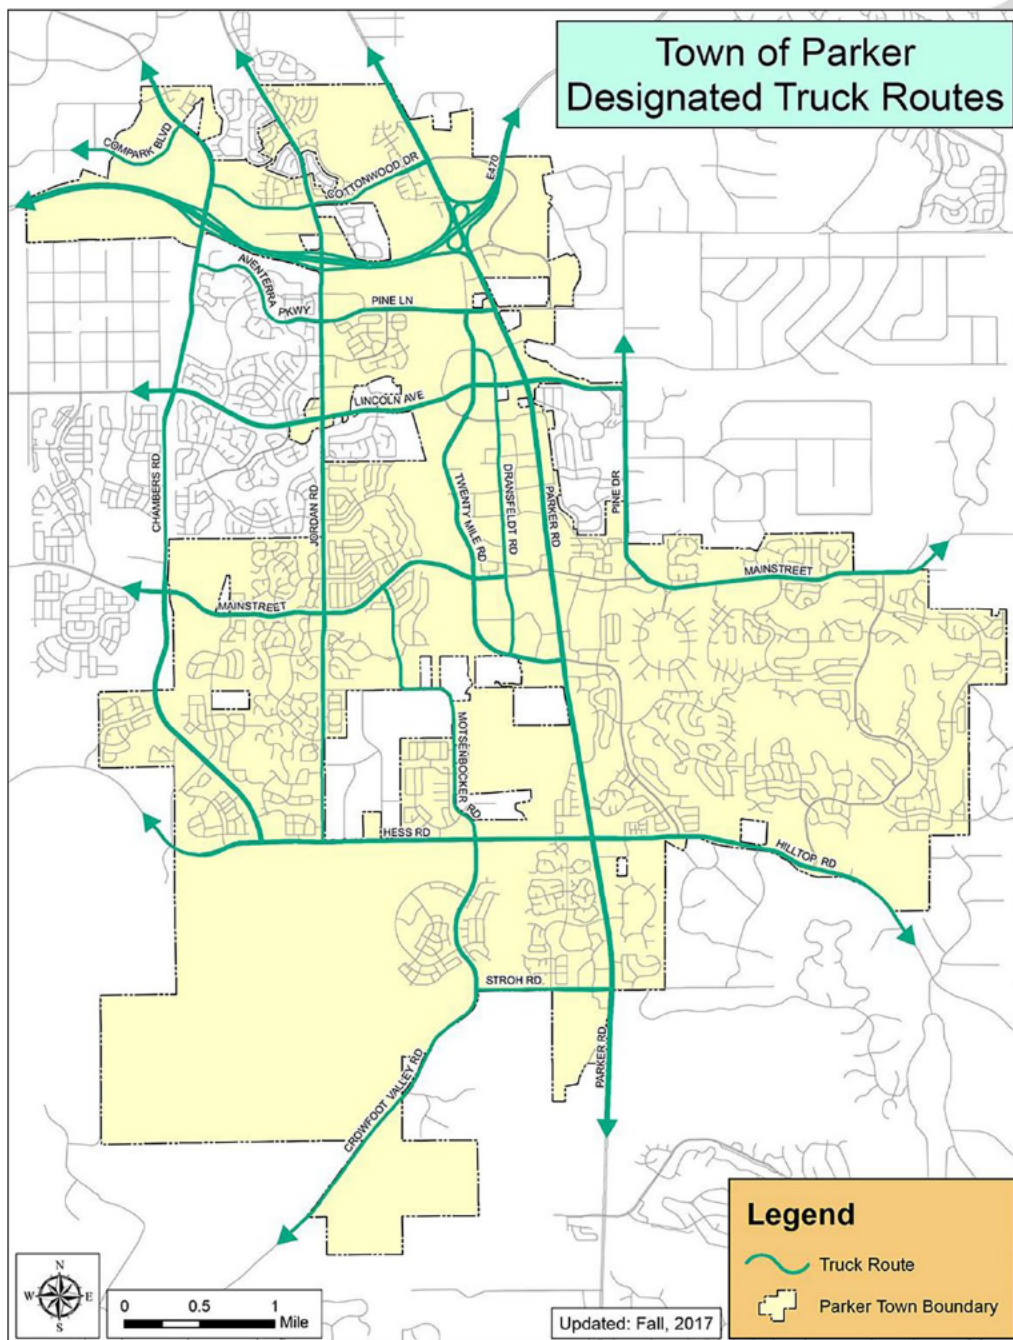 Town of Parker
Designated Truck Routes
COMPARK BLVD
COTTONWOOD DR
E470
AVENTERRA
PKWY
PINE LN
LINCOLN AVE
CHAMBERS RD
JORDAN RD
TWENTY MILE RD
DRANSFELDT RD
PARKER RD
PINE DR
MAINSTREET
MAINSTREET
MOTSENBOCKER RD
HESS RD
HILLTOP RD
STROH RD
PARKER RD
CROWFOOT VALLEY RD
Legend
Truck Route
Parker Town Boundary
N
W
E
S
0
0.5
1
Mile
Updated: Fall, 2017